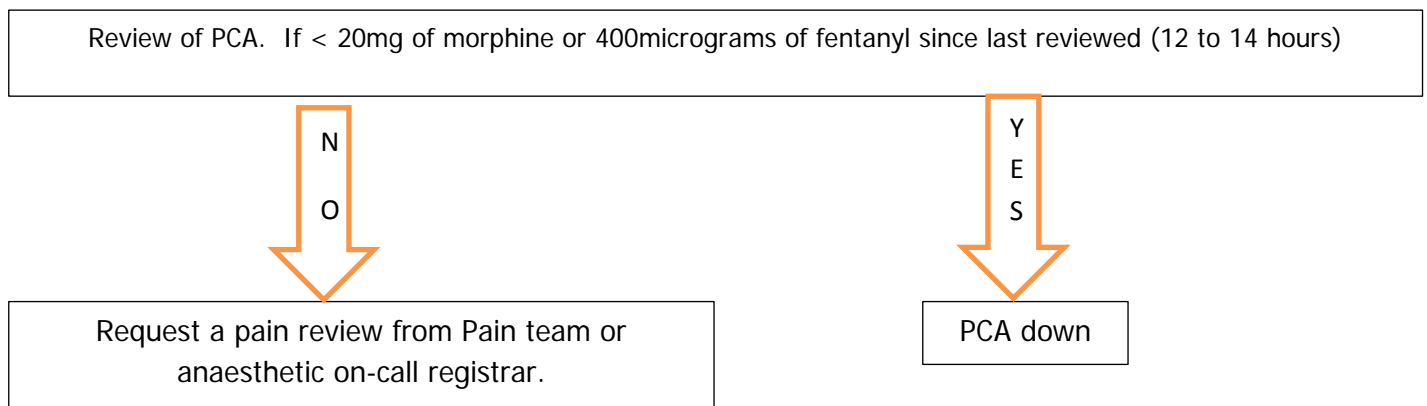 Review of PCA.  If < 20mg of morphine or 400micrograms of fentanyl since last reviewed (12 to 14 hours)
N
O
Y
E
S
Request a pain review from Pain team or
anaesthetic on-call registrar.
PCA down